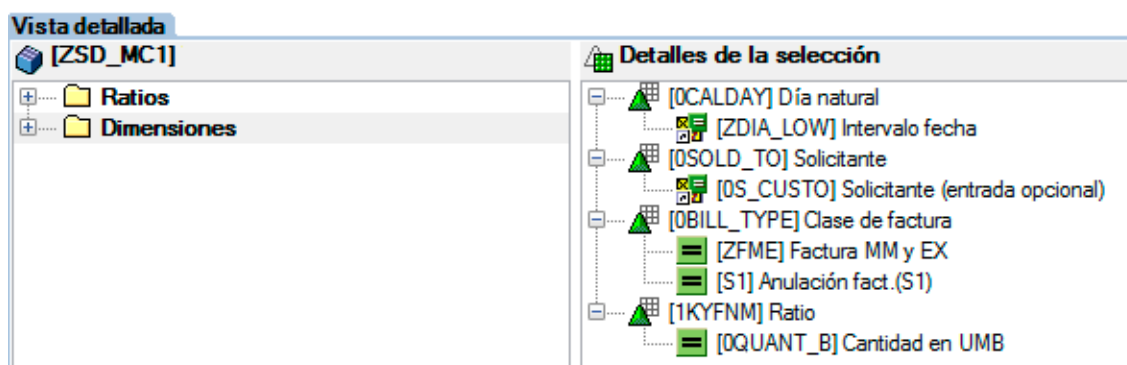 Vista detallada
[ZSD_MC1]
Ratios
Dimensiones
Detalles de la selección
[0CALDAY] Día natural
[ZDIA_LOW] Intervalo fecha
[0SOLD_TO] Solicitante
[0S_CUSTO] Solicitante (entrada opcional)
[0BILL_TYPE] Clase de factura
[ZFME] Factura MM y EX
[S1] Anulación fact.(S1)
[1KYFNM] Ratio
[0QUANT_B] Cantidad en UMB